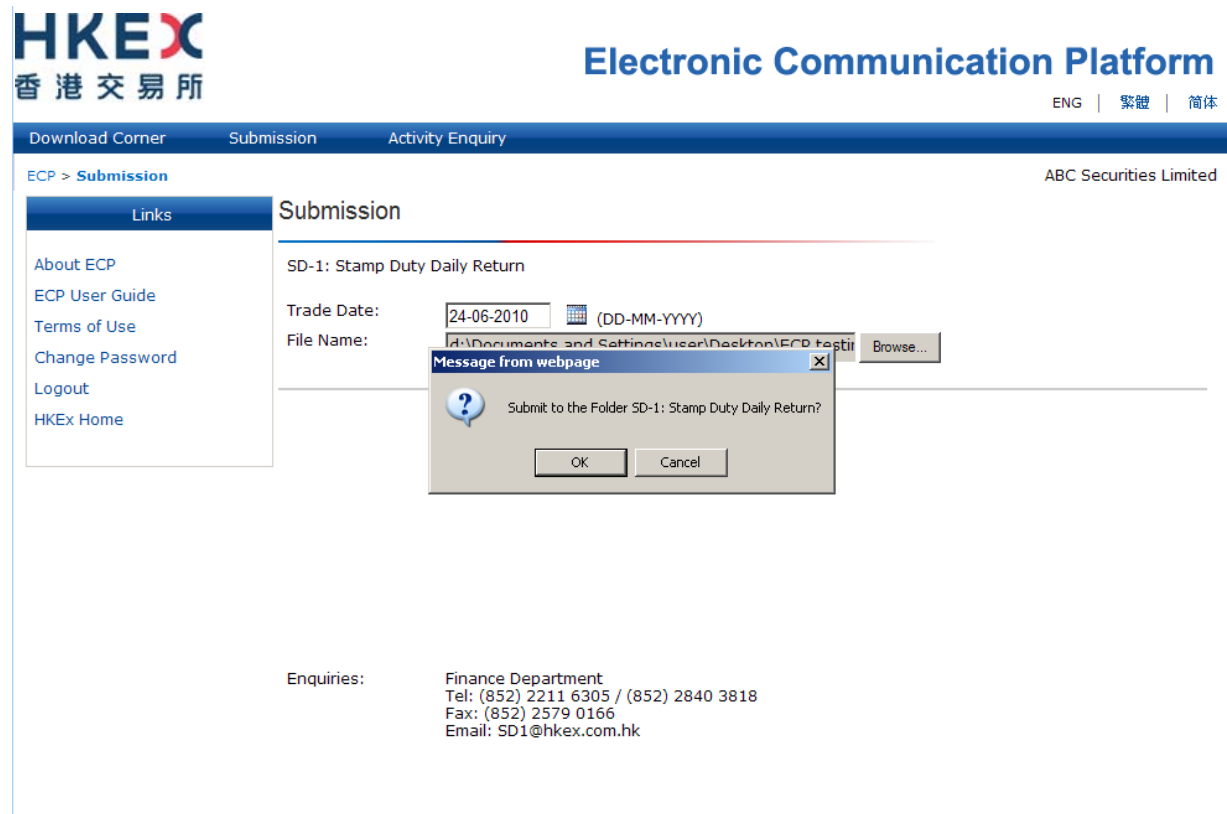 HKEX
香港交易所
Electronic Communication Platform
ENG | 繁體 | 简体
Download Corner Submission Activity Enquiry
ECP > Submission ABC Securities Limited
Links
About ECP
ECP User Guide
Terms of Use
Change Password
Logout
HKEx Home
Submission
SD-1: Stamp Duty Daily Return
Trade Date: 24-06-2010 (DD-MM-YYYY)
File Name: d:\Documents and Settings\user\Desktop\ECP testin Browse...
Message from webpage
Submit to the Folder SD-1: Stamp Duty Daily Return?
OK Cancel
Enquiries: Finance Department
Tel: (852) 2211 6305 / (852) 2840 3818
Fax: (852) 2579 0166
Email: SD1@hkex.com.hk